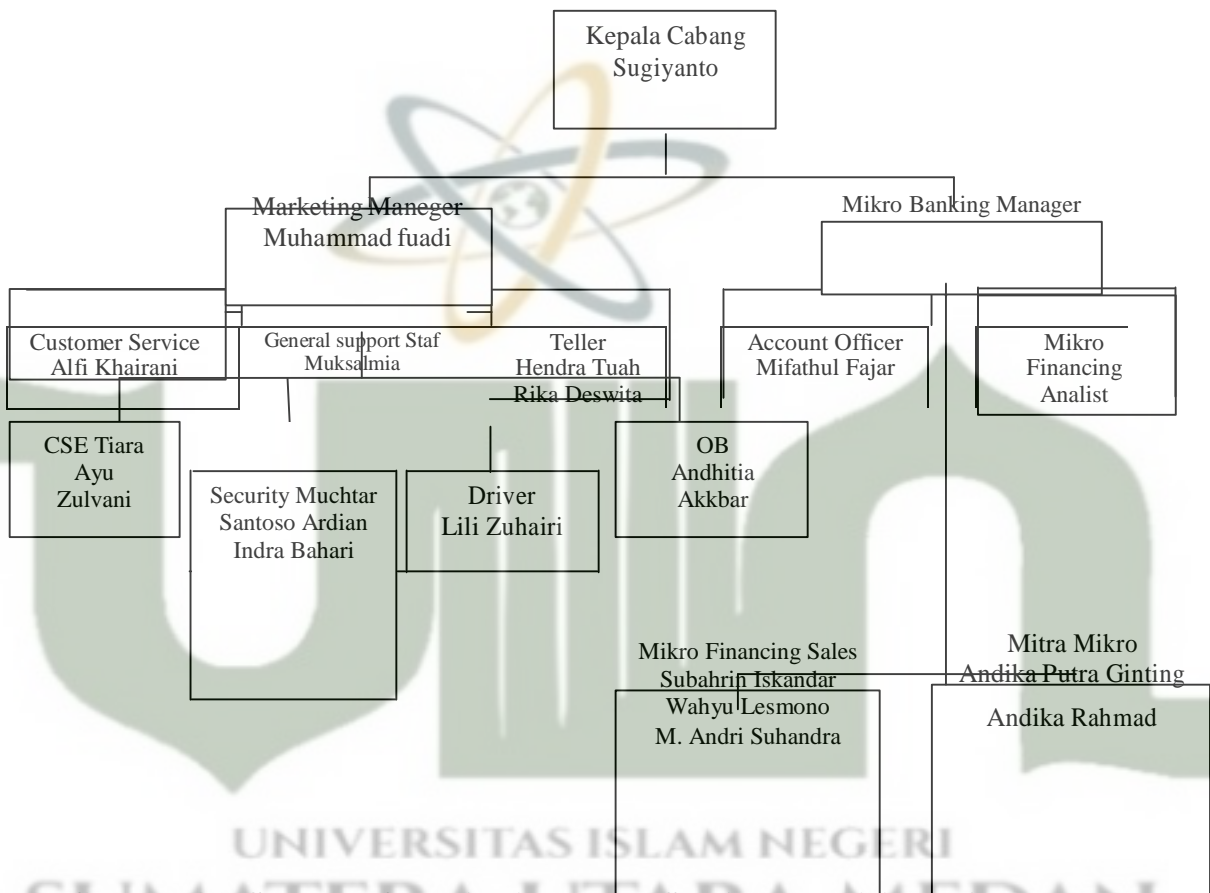 Kepala Cabang
Sugiyanto
Marketing Maneger
Muhammad fuadi
Mikro Banking Manager
Customer Service
Alfi Khairani
General support Staf
Muksalmia
Teller
Hendra Tuah
Rika Deswita
Account Officer
Mifathul Fajar
Mikro
Financing
Analist
CSE Tiara
Ayu
Zulvani
Security Muchtar
Santoso Ardian
Indra Bahari
Driver
Lili Zuhairi
OB
Andhitia
Akkbar
Mikro Financing Sales
Subahrin Iskandar
Wahyu Lesmono
M. Andri Suhandra
Mitra Mikro
Andika Putra Ginting
Andika Rahmad
UNIVERSITAS ISLAM NEGERI
SUMATERA UTARA MEDAN